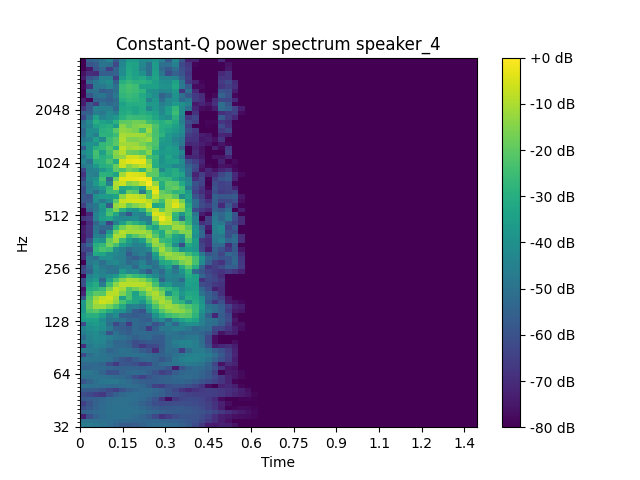 Constant-Q power spectrum speaker_4
Hz
2048
1024
512
256
128
64
32
0 0.15 0.3 0.45 0.6 0.75 0.9 1.1 1.2 1.4
Time
+0 dB
-10 dB
-20 dB
-30 dB
-40 dB
-50 dB
-60 dB
-70 dB
-80 dB